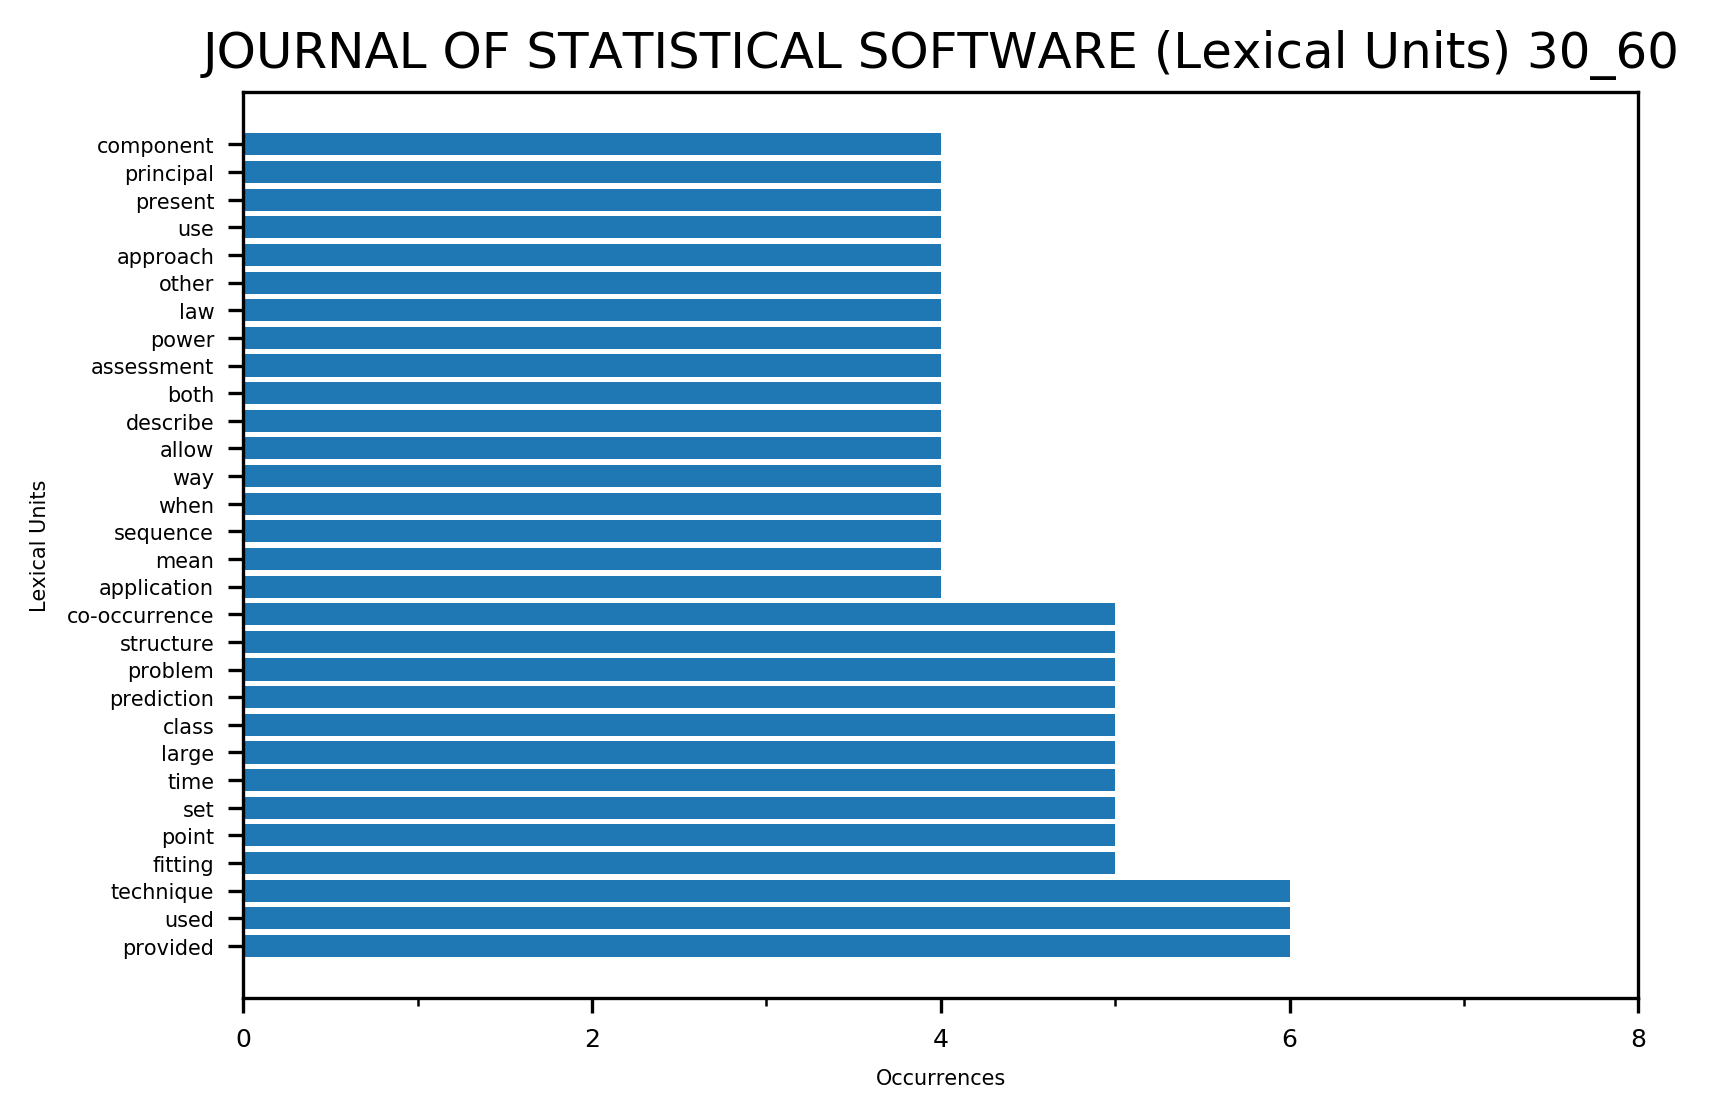 JOURNAL OF STATISTICAL SOFTWARE (Lexical Units) 30_60
component
principal
present
use
approach
other
law
power
assessment
both
describe
allow
way
when
sequence
mean
application
co-occurrence
structure
problem
prediction
class
large
time
set
point
fitting
technique
used
provided
Lexical Units
0 2 4 6 8
Occurrences